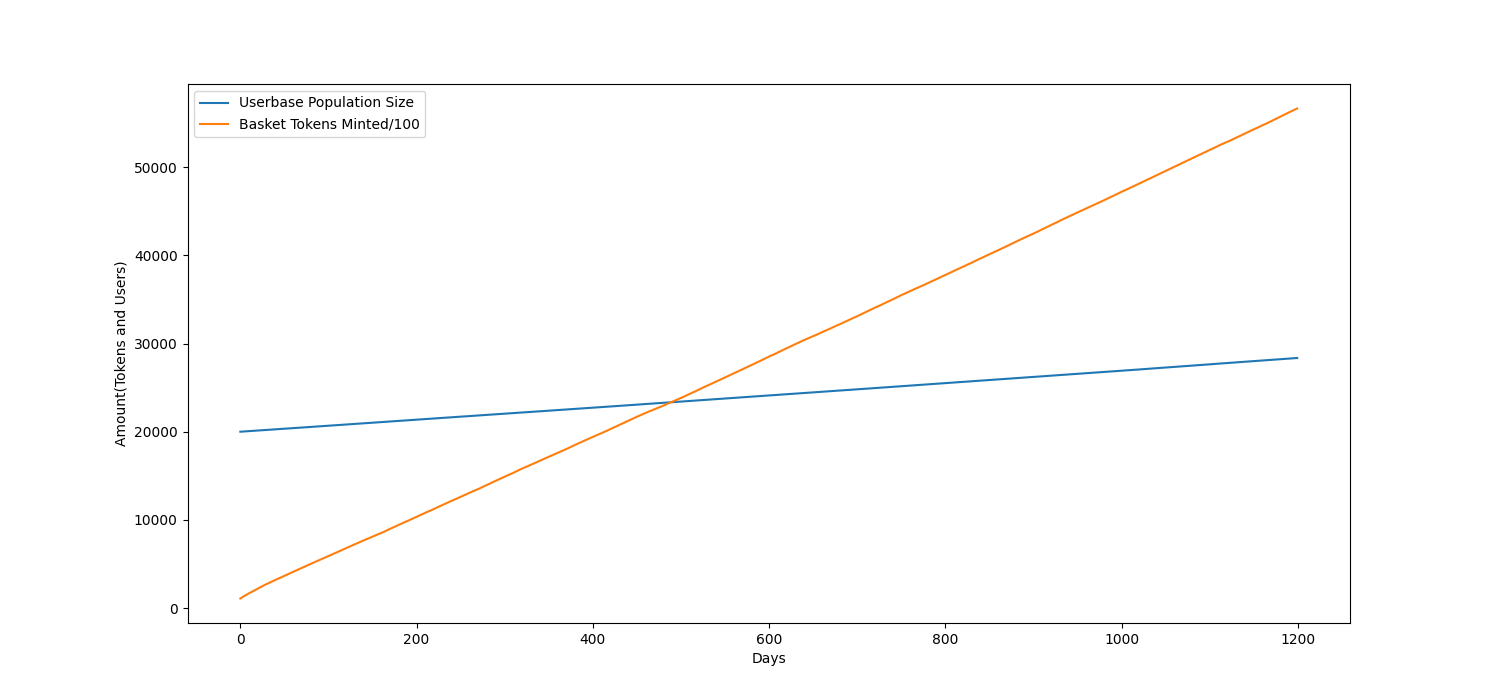 Userbase Population Size
Basket Tokens Minted/100
50000
40000
30000
20000
10000
0
Amount(Tokens and Users)
0 200 400 600 800 1000 1200
Days